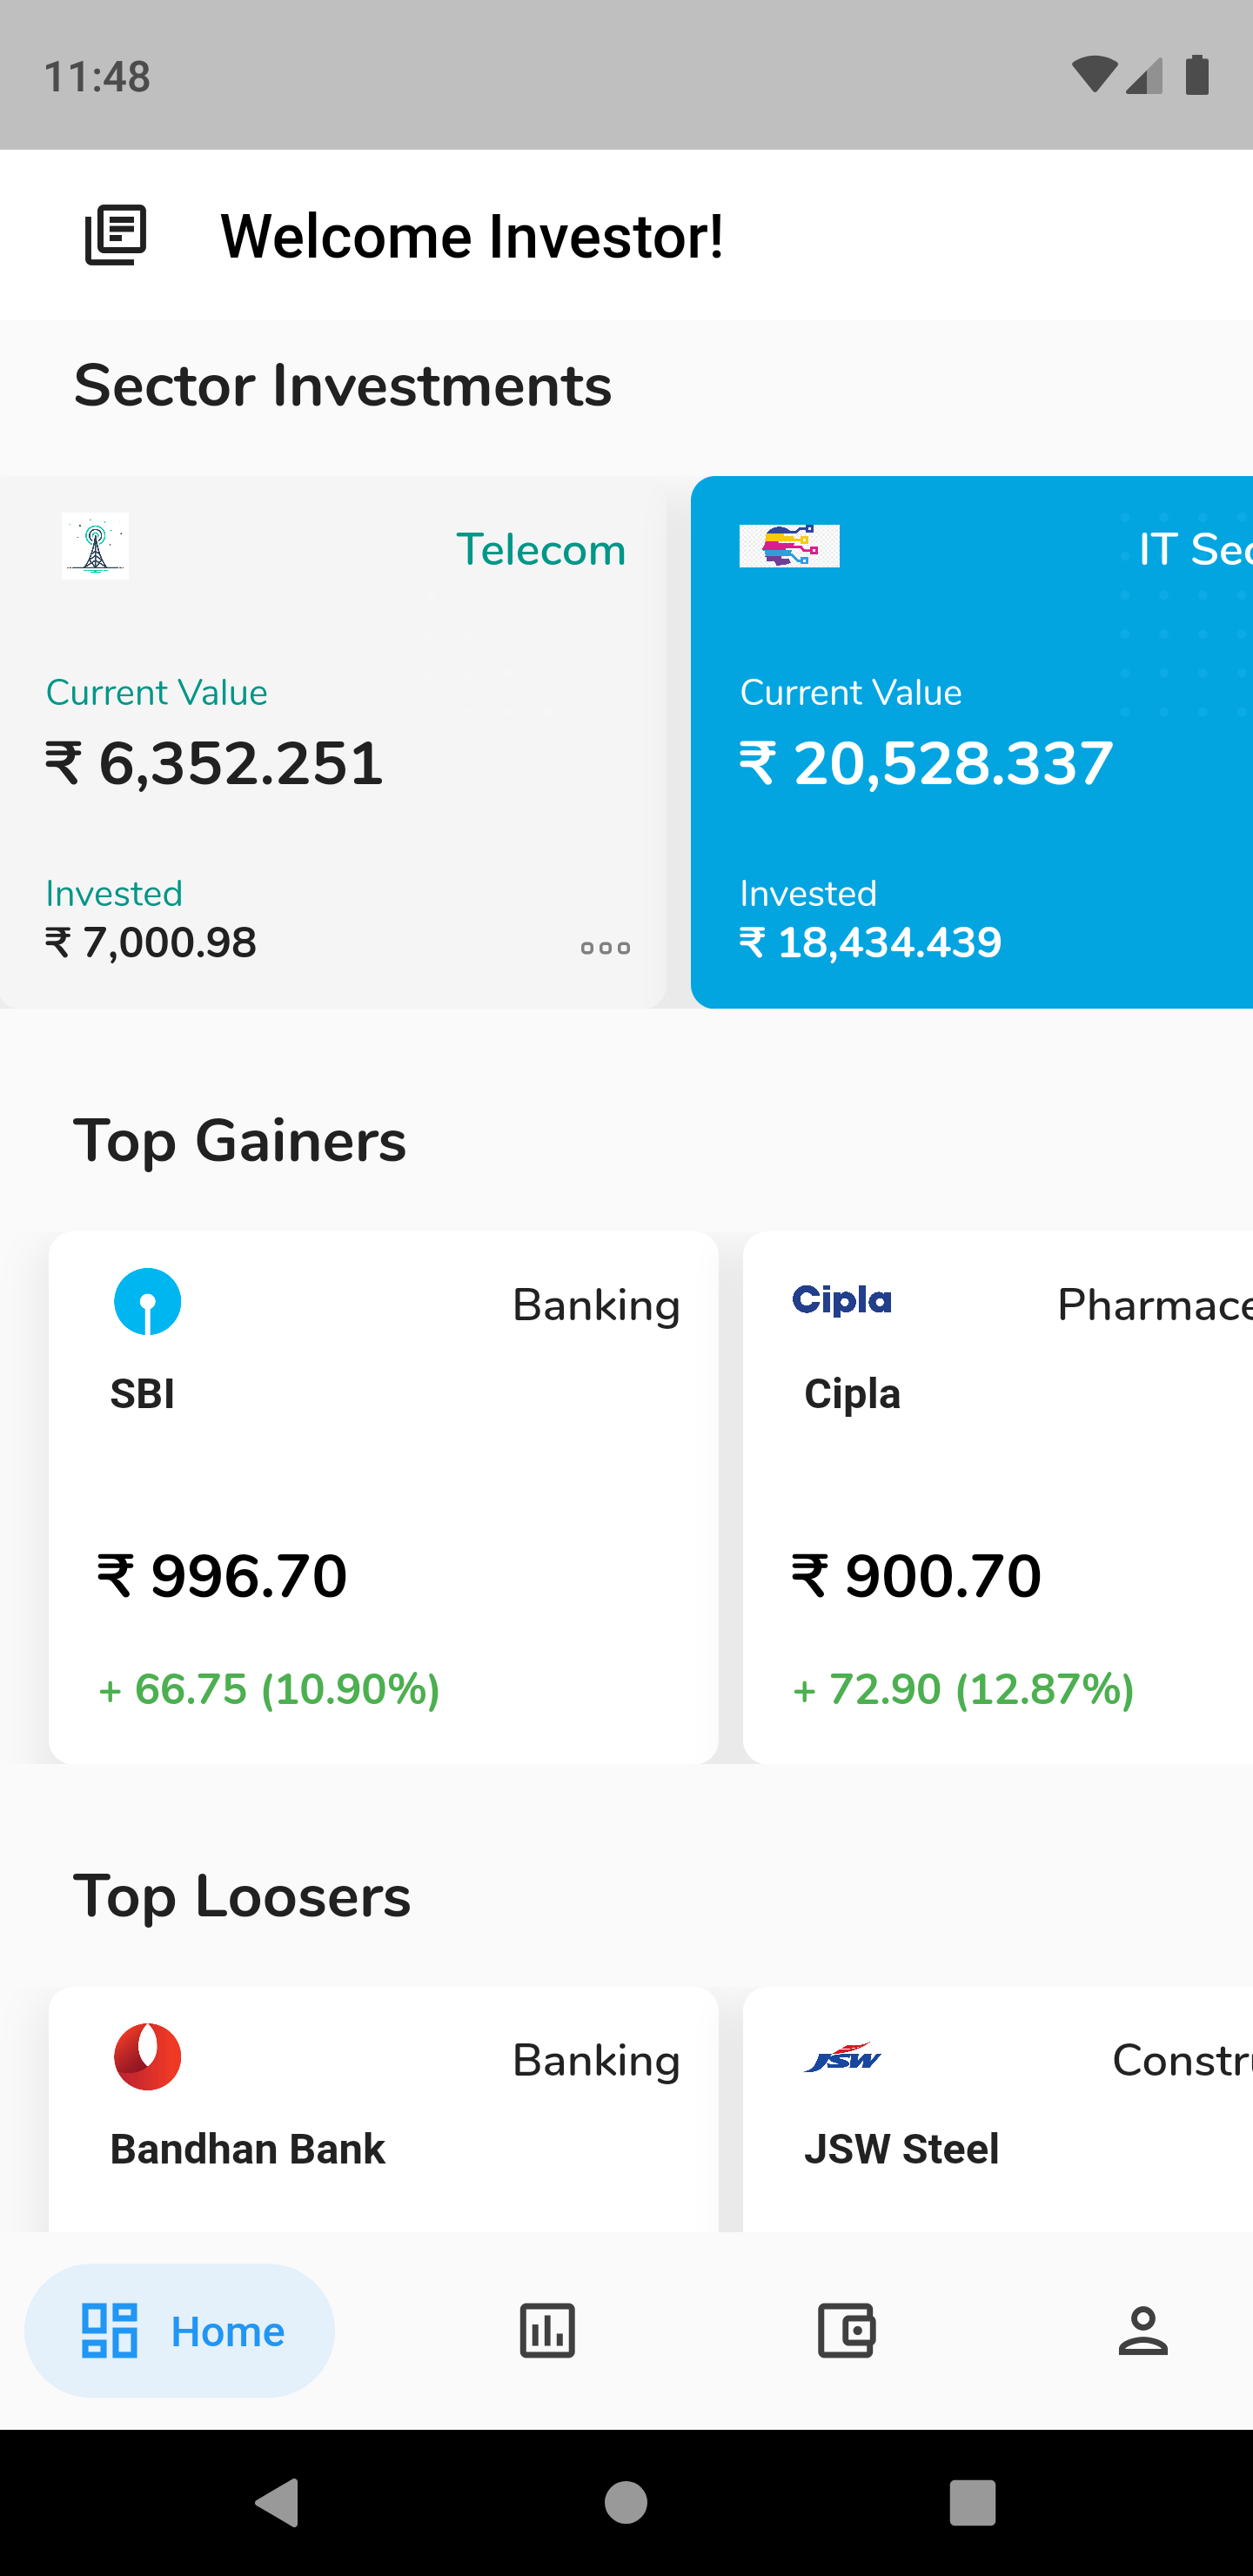 11:48
Welcome Investor!
Sector Investments
Telecom
Current Value
₹ 6,352.251
Invested
₹ 7,000.98
IT Sec
Current Value
₹ 20,528.337
Invested
₹ 18,434.439
Top Gainers
Banking
SBI
₹ 996.70
+ 66.75 (10.90%)
Cipla
Pharmace
Cipla
₹ 900.70
+ 72.90 (12.87%)
Top Loosers
Banking
Bandhan Bank
JSW
Constru
JSW Steel
Home